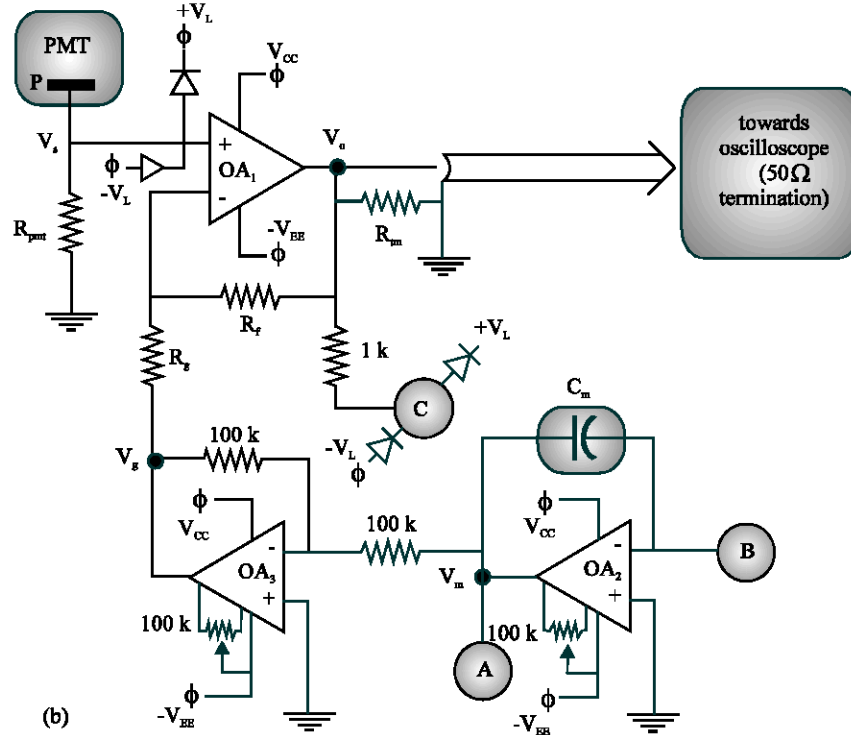 +V_L
PMT
P
V_CC
V_s
-V_L
+
-
OA_1
V_o
towards
oscilloscope
(50Ω
termination)
R_pmt
-V_EE
R_tm
R_f
R_g
1 k
+V_L
C
-V_L
C_m
V_g
100 k
V_CC
100 k
V_CC
-
+
OA_3
-
+
OA_2
B
V_m
100 k
100 k
A
-V_EE
-V_EE
(b)